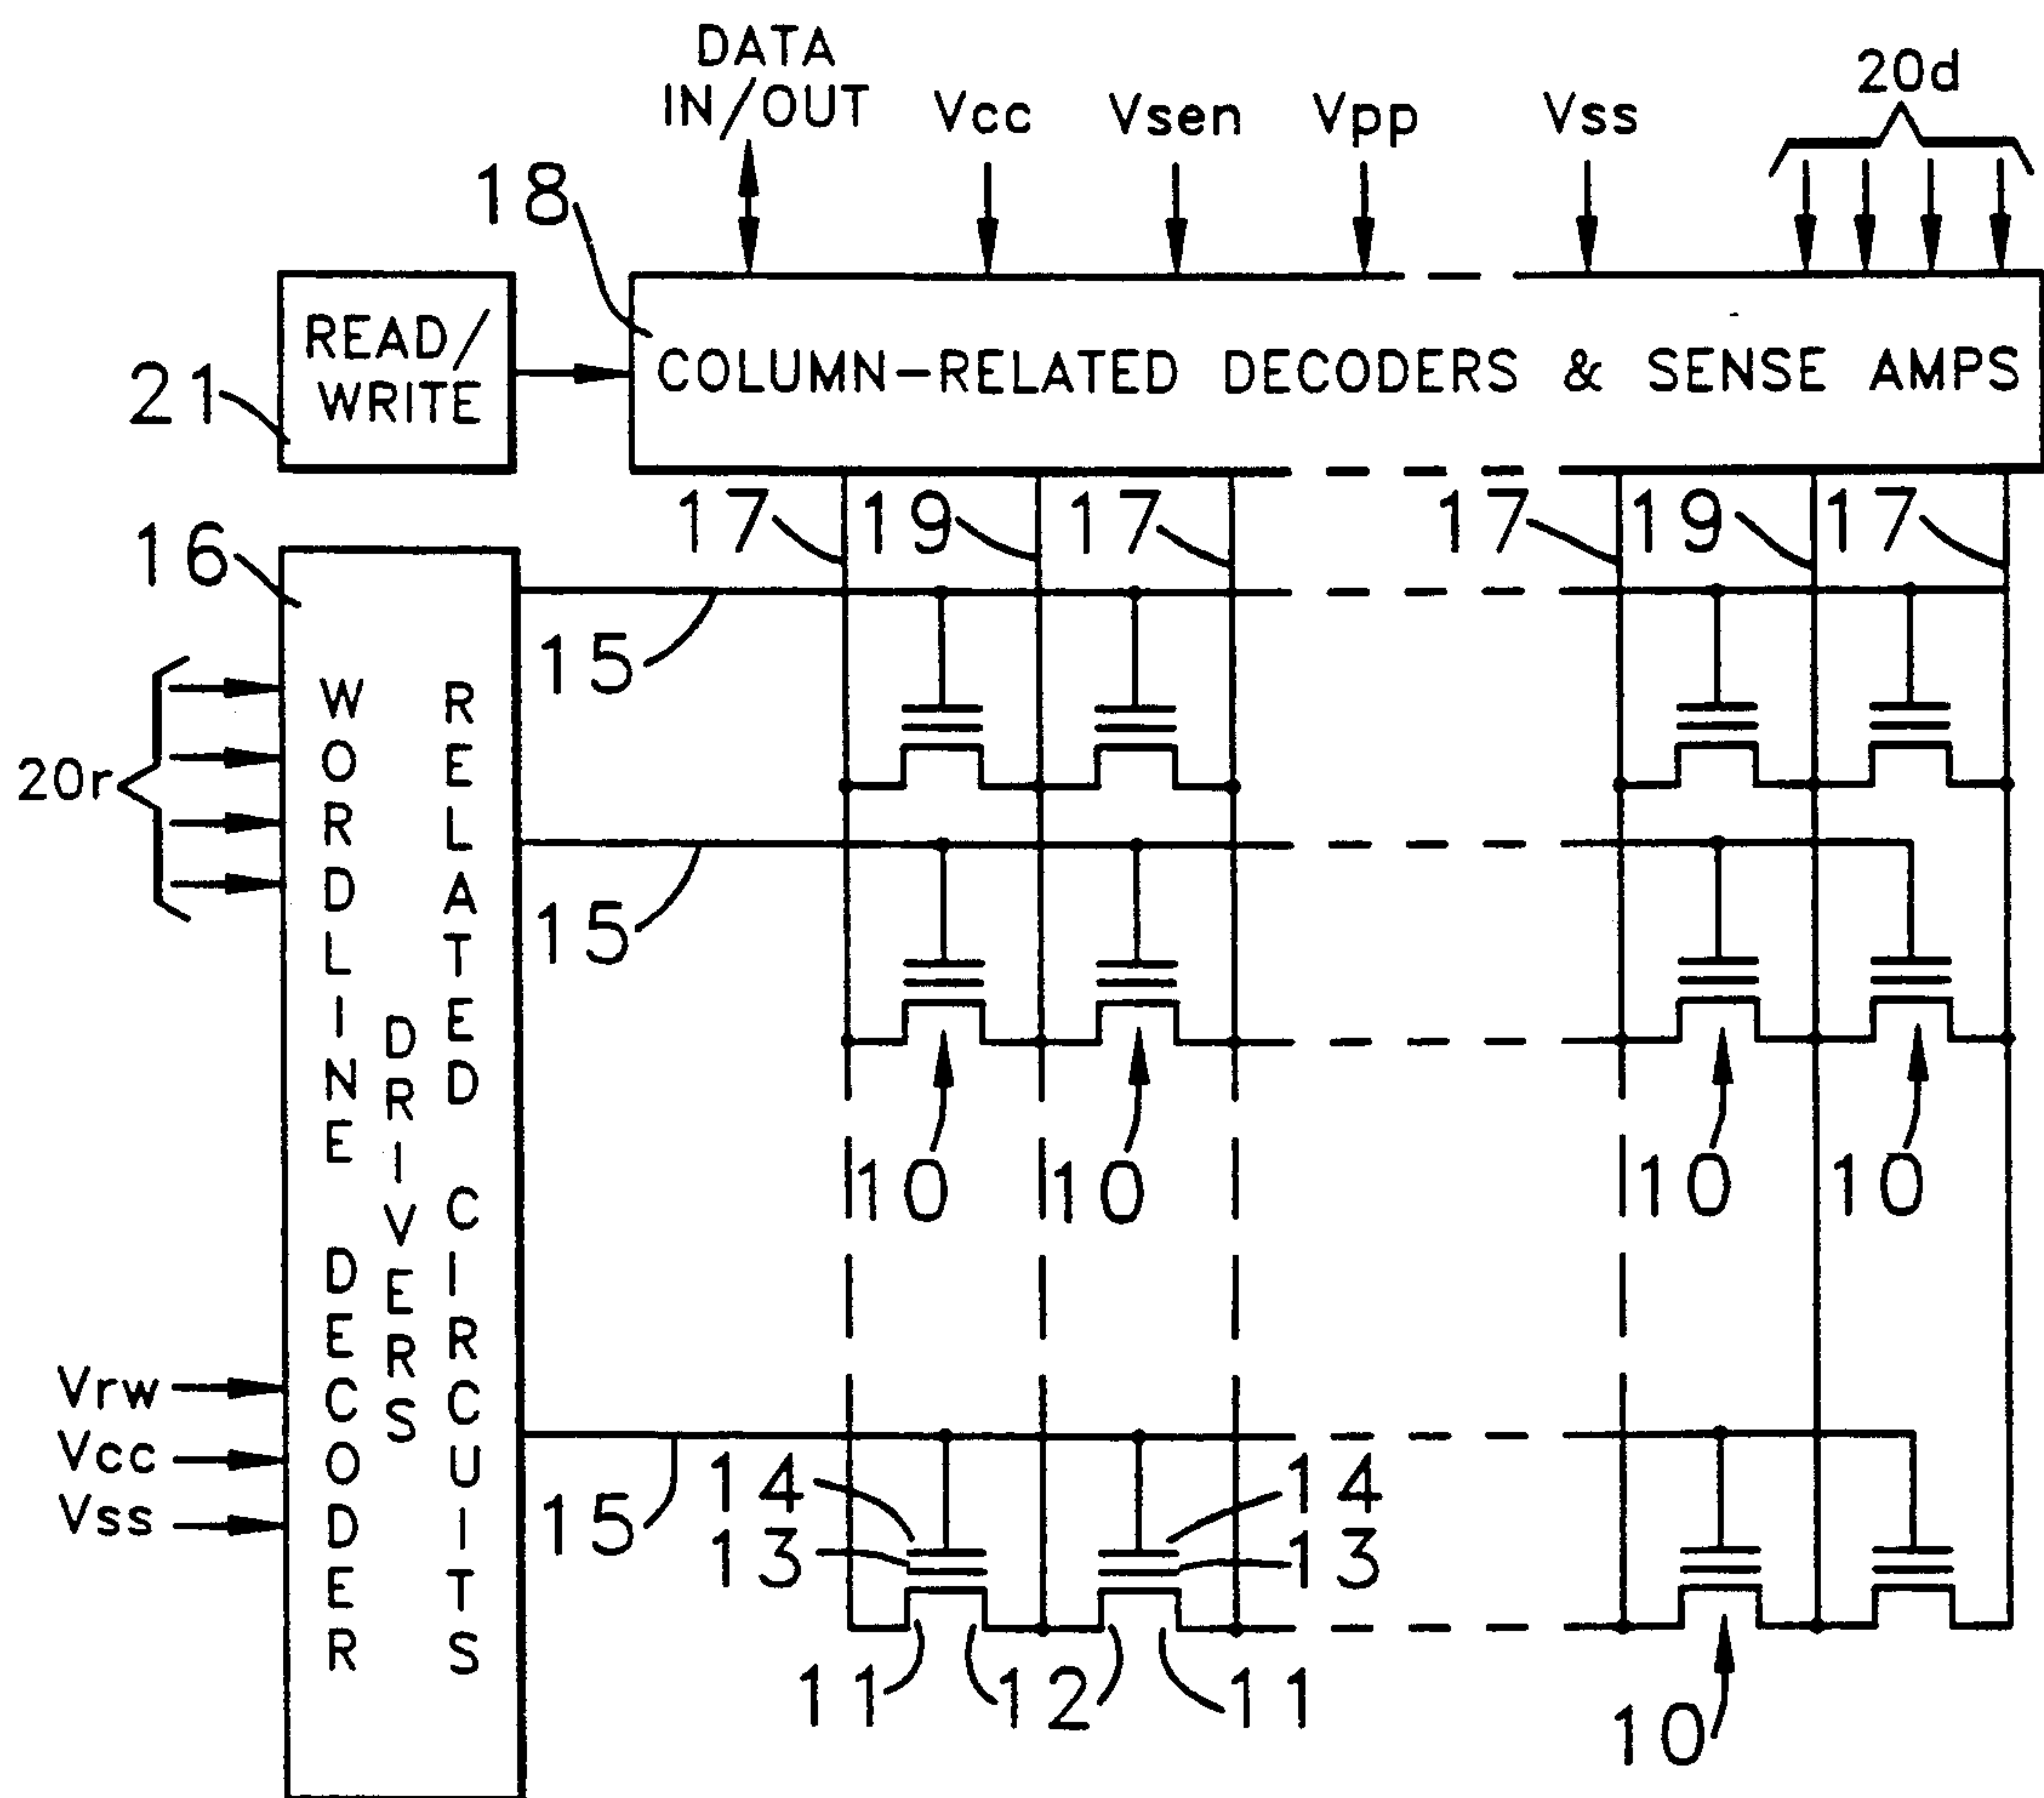 DATA
IN/OUT
Vcc
Vsen
Vpp
Vss
20d
18
READ/
WRITE
21
COLUMN-RELATED DECODERS & SENSE AMPS
17
19
17
17
19
17
16
15
20r
15
WORDLINE DECODER
DRIVERS
RELATED CIRCUITS
10
10
10
10
Vrw
Vcc
Vss
15
14
13
14
13
11
12
11
10